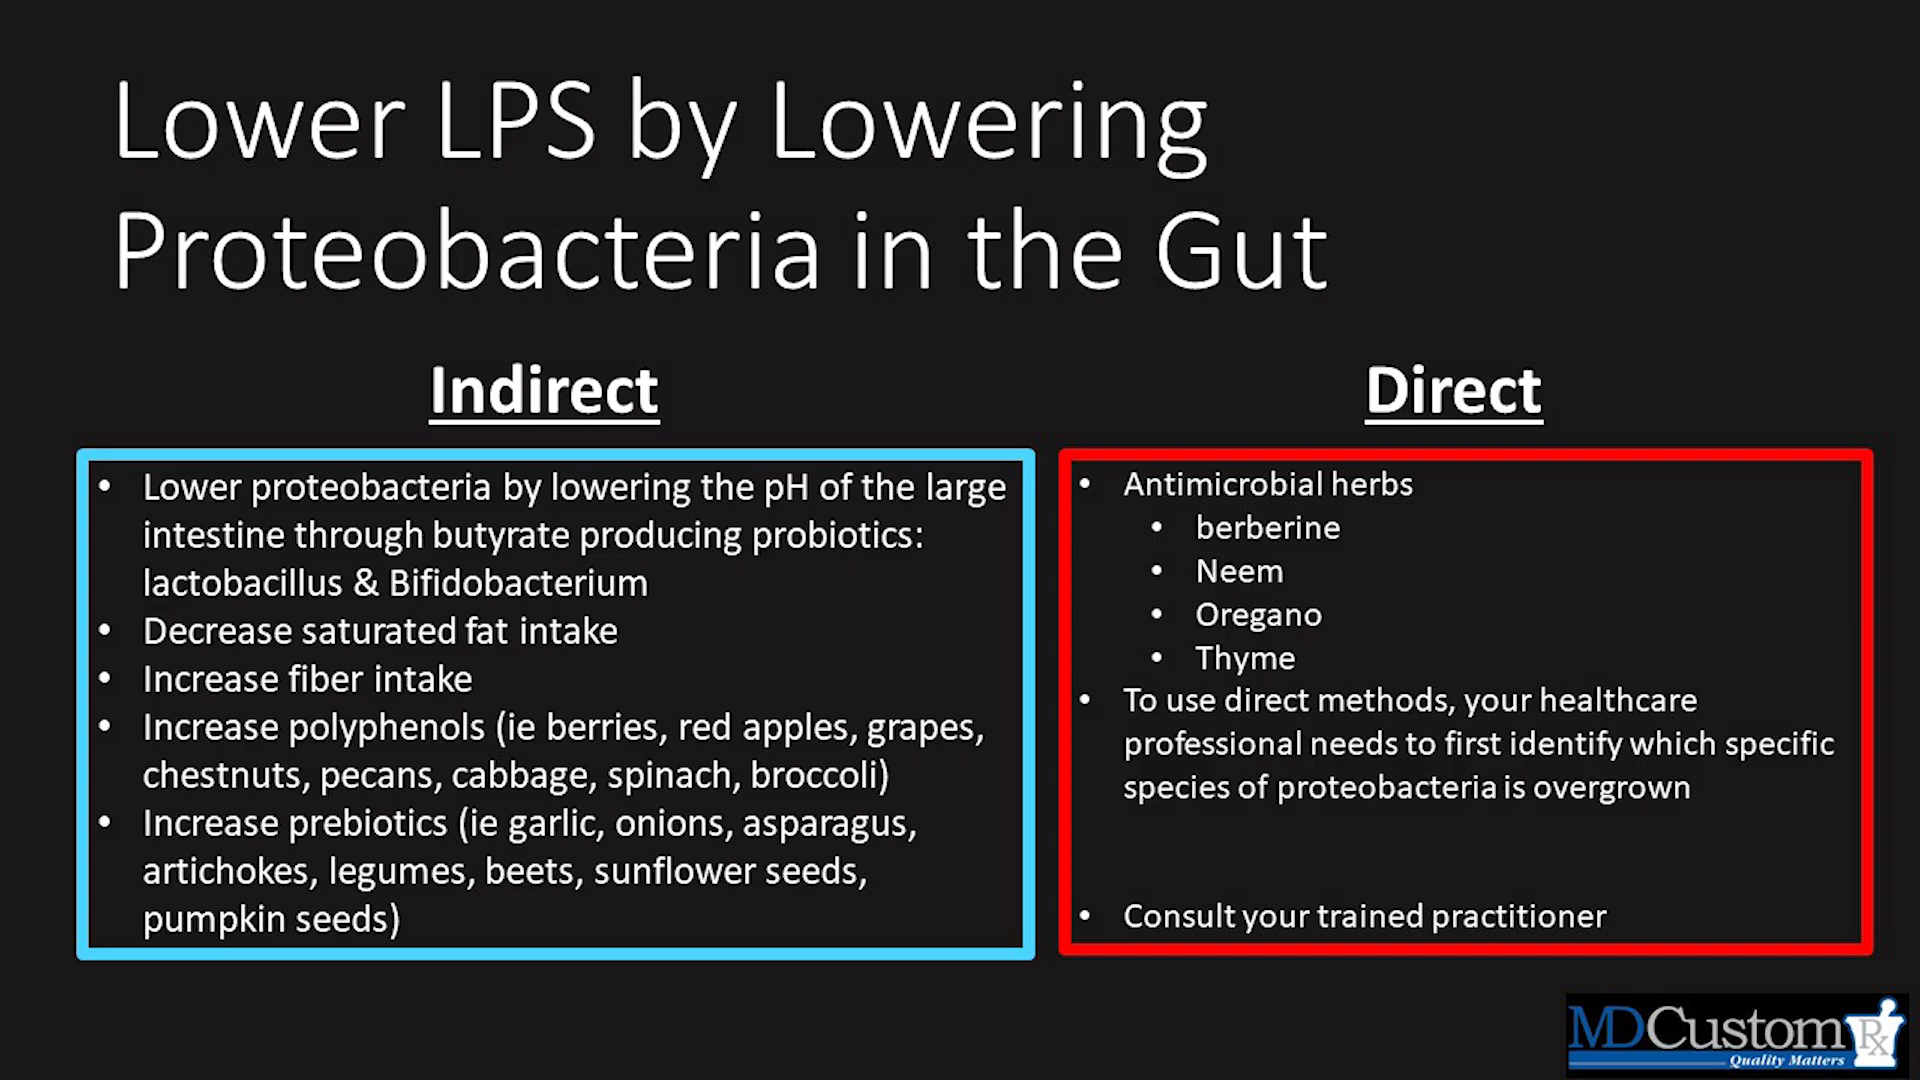 Lower LPS by Lowering
Proteobacteria in the Gut
Indirect
• Lower proteobacteria by lowering the pH of the large
intestine through butyrate producing probiotics:
lactobacillus & Bifidobacterium
• Decrease saturated fat intake
• Increase fiber intake
• Increase polyphenols (ie berries, red apples, grapes,
chestnuts, pecans, cabbage, spinach, broccoli)
• Increase prebiotics (ie garlic, onions, asparagus,
artichokes, legumes, beets, sunflower seeds,
pumpkin seeds)
Direct
• Antimicrobial herbs
• berberine
• Neem
• Oregano
• Thyme
• To use direct methods, your healthcare
professional needs to first identify which specific
species of proteobacteria is overgrown
• Consult your trained practitioner
MDCustom Rx
Quality Matters